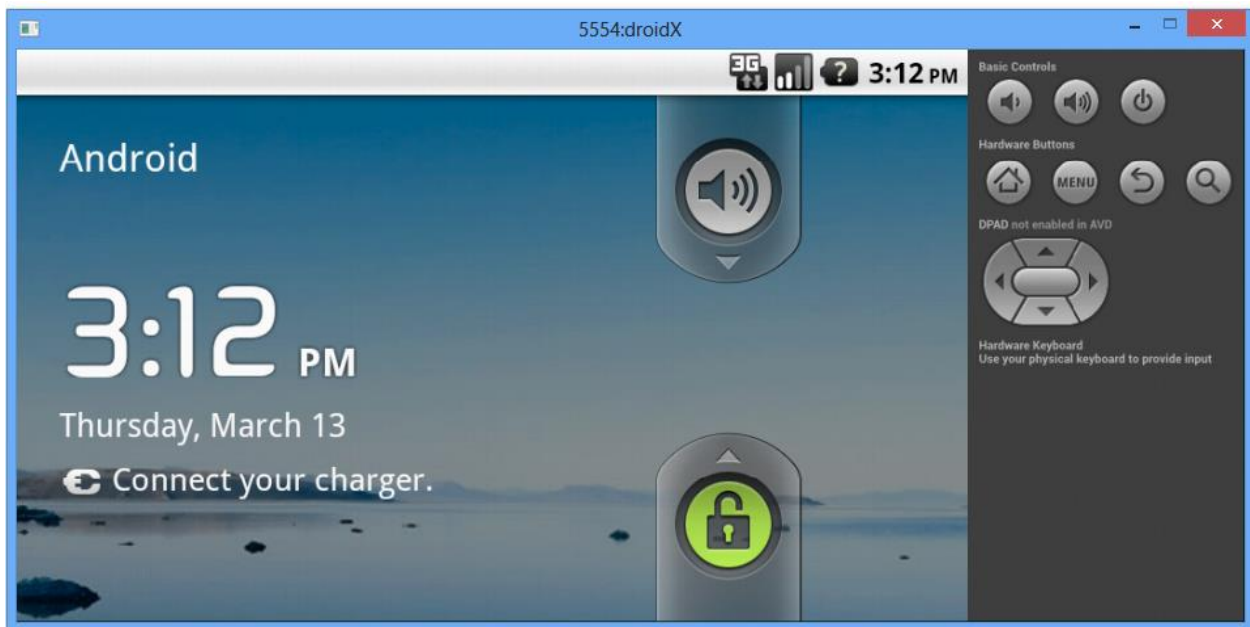 5554:droidX
3G
?
3:12 PM
Android
3:12 PM
Thursday, March 13
Connect your charger.
Basic Controls
Hardware Buttons
MENU
DPAD not enabled in AVD
Hardware Keyboard
Use your physical keyboard to provide input